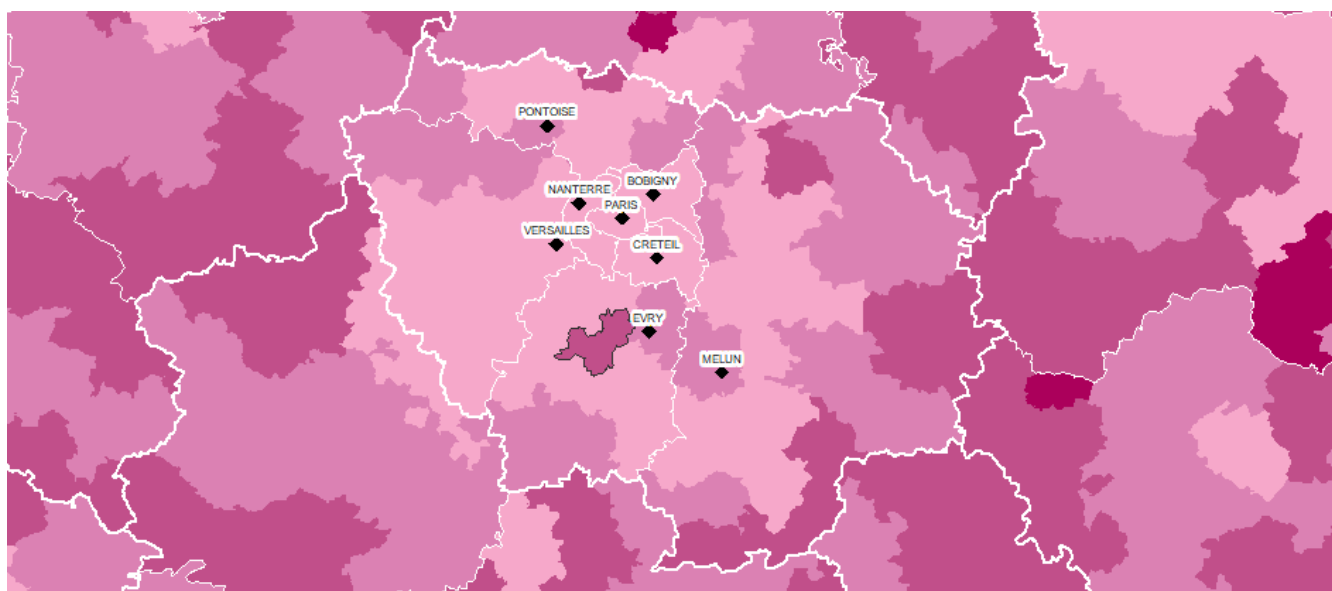 PONTOISE
BOBIGNY
NANTERRE
PARIS
VERSAILLES
CRETEIL
EVRY
MELUN